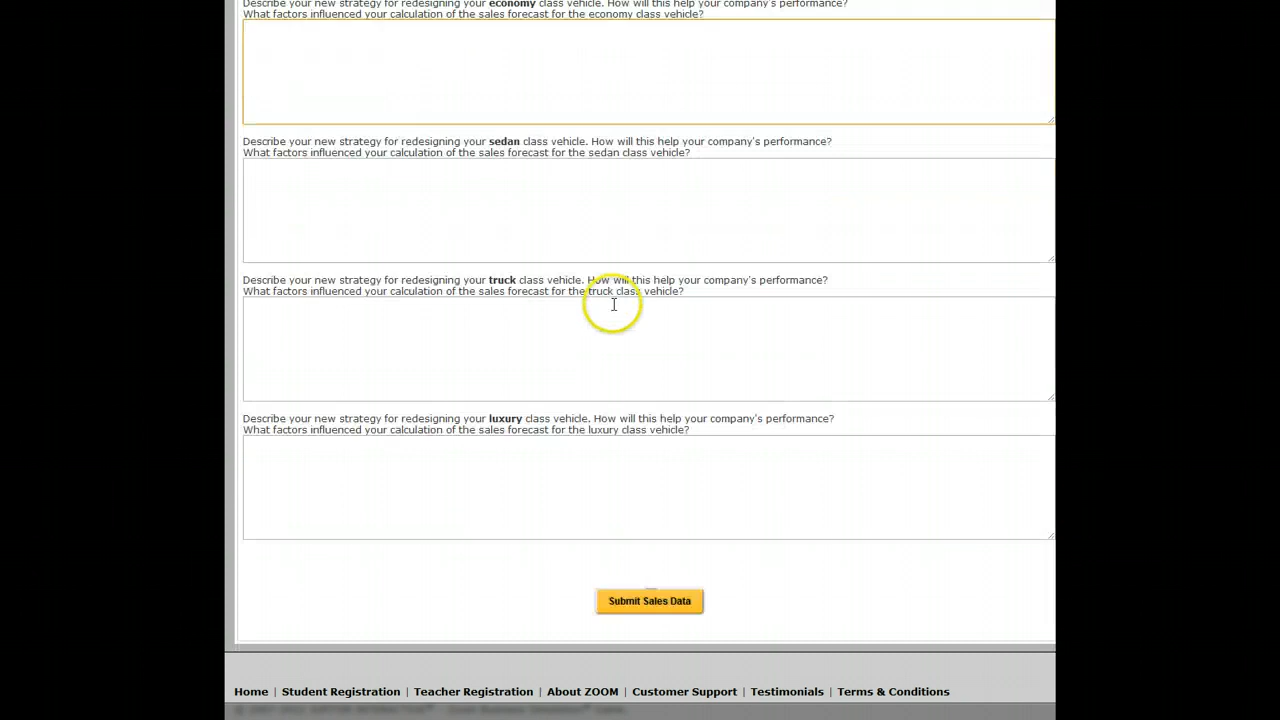 Describe your new strategy for redesigning your economy class vehicle. How will this help your company's performance?
What factors influenced your calculation of the sales forecast for the economy class vehicle?
Describe your new strategy for redesigning your sedan class vehicle. How will this help your company's performance?
What factors influenced your calculation of the sales forecast for the sedan class vehicle?
Describe your new strategy for redesigning your truck class vehicle. How will this help your company's performance?
What factors influenced your calculation of the sales forecast for the truck class vehicle?
Describe your new strategy for redesigning your luxury class vehicle. How will this help your company's performance?
What factors influenced your calculation of the sales forecast for the luxury class vehicle?
Submit Sales Data
Home | Student Registration | Teacher Registration | About ZOOM | Customer Support | Testimonials | Terms & Conditions